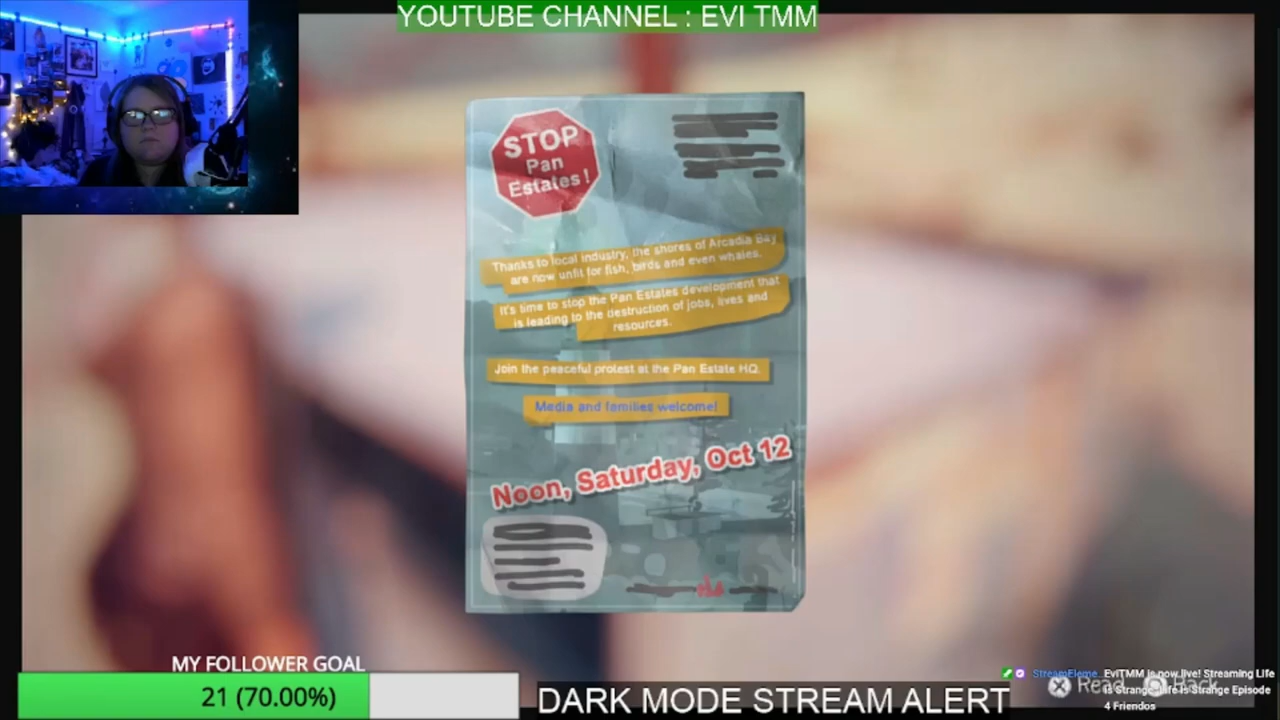 YOUTUBE CHANNEL : EVI TMM
STOP
Pan
Estates!
Thanks to local industry, the shores of Arcadia Bay
are now unfit for fish, birds and even whales.
It's time to stop the Pan Estates development that
is leading to the destruction of jobs, lives and
resources.
Join the peaceful protest at the Pan Estate HQ.
Media and families welcome!
Noon, Saturday, Oct 12
MY FOLLOWER GOAL
21 (70.00%)
DARK MODE STREAM ALERT
StreamEleme... EviTMM is now live! Streaming Life
is Strange: Life is Strange Episode
4 Friendos
Read
Back